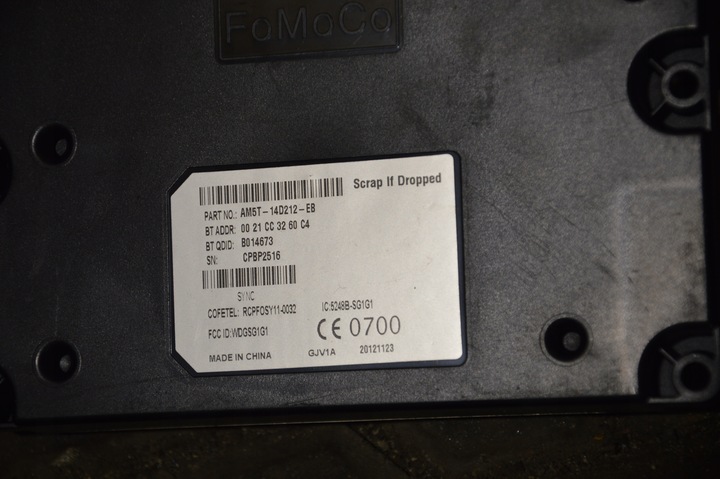 FoMoCo
Scrap If Dropped
PART NO.: AM5T-14D212-EB
BT ADDR: 00 21 CC 32 60 C4
BT QDID: B014673
SN: CPBP2516
SYNC
COFETEL: RCPFOSY11-0032 IC:5248B-SG1G1
FCC ID:WDGSG1G1 CE 0700
MADE IN CHINA GJV1A 20121123